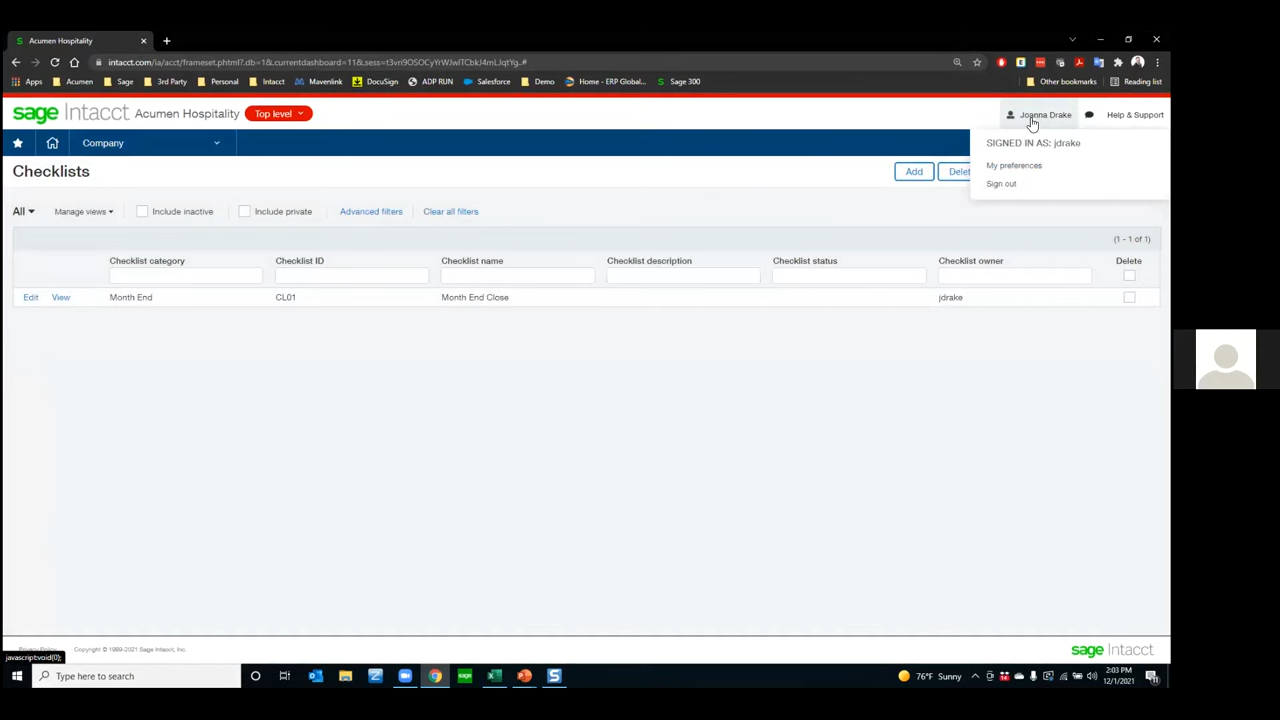 Acumen Hospitality
intacct.com/ia/acct/frameset.phtml?.db=1&currentdashboard=11&.sess=t3vri9OSOCyYrWJwlTCbkJ4mLJqtYg..#
Apps Acumen Sage 3rd Party Personal Intacct Mavenlink DocuSign ADP RUN Salesforce Demo Home - ERP Global... Sage 300 Other bookmarks Reading list
sage Intacct Acumen Hospitality Top level Joanna Drake Help & Support
Company
SIGNED IN AS: jdrake
My preferences
Sign out
Checklists Add Delet
All Manage views Include inactive Include private Advanced filters Clear all filters
(1 - 1 of 1)
Checklist category Checklist ID Checklist name Checklist description Checklist status Checklist owner Delete
Edit View Month End CL01 Month End Close jdrake
Privacy Policy Copyright © 1999-2021 Sage Intacct, Inc. sage Intacct
javascript:void(0);
Type here to search 76°F Sunny 2:03 PM
12/1/2021